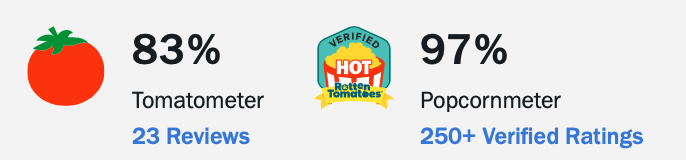 83%
Tomatometer
23 Reviews
VERIFIED
HOT
Rotten
Tomatoes
97%
Popcornmeter
250+ Verified Ratings